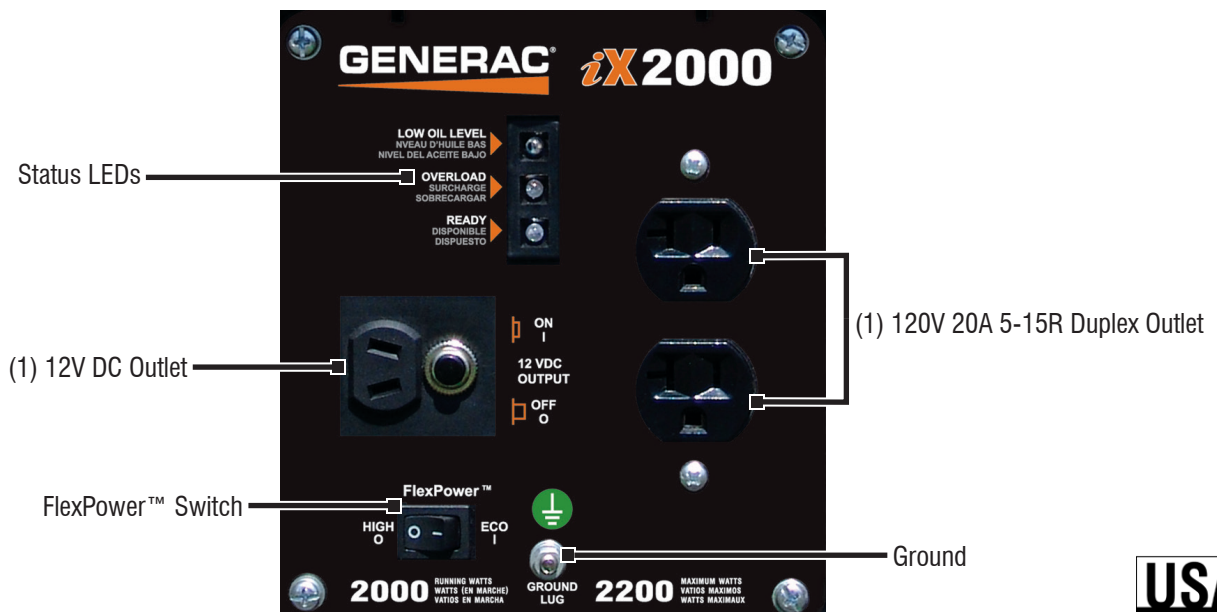 GENERAC®
iX2000
LOW OIL LEVEL
NVEAU D'HUILE BAS
NIVEL DEL ACEITE BAJO
Status LEDs
OVERLOAD
SURCHARGE
SOBRECARGAR
READY
DISPONIBLE
DISPUESTO
(1) 120V 20A 5-15R Duplex Outlet
(1) 12V DC Outlet
ON
I
12 VDC
OUTPUT
OFF
O
FlexPower™ Switch
FlexPower™
HIGH
O
O -
ECO
I
Ground
2000
RUNNING WATTS
WATTS (EN MARCHE)
VATIOS EN MARCHA
GROUND
LUG
2200
MAXIMUM WATTS
VATIOS MAXIMOS
WATTS MAXIMAUX
USA